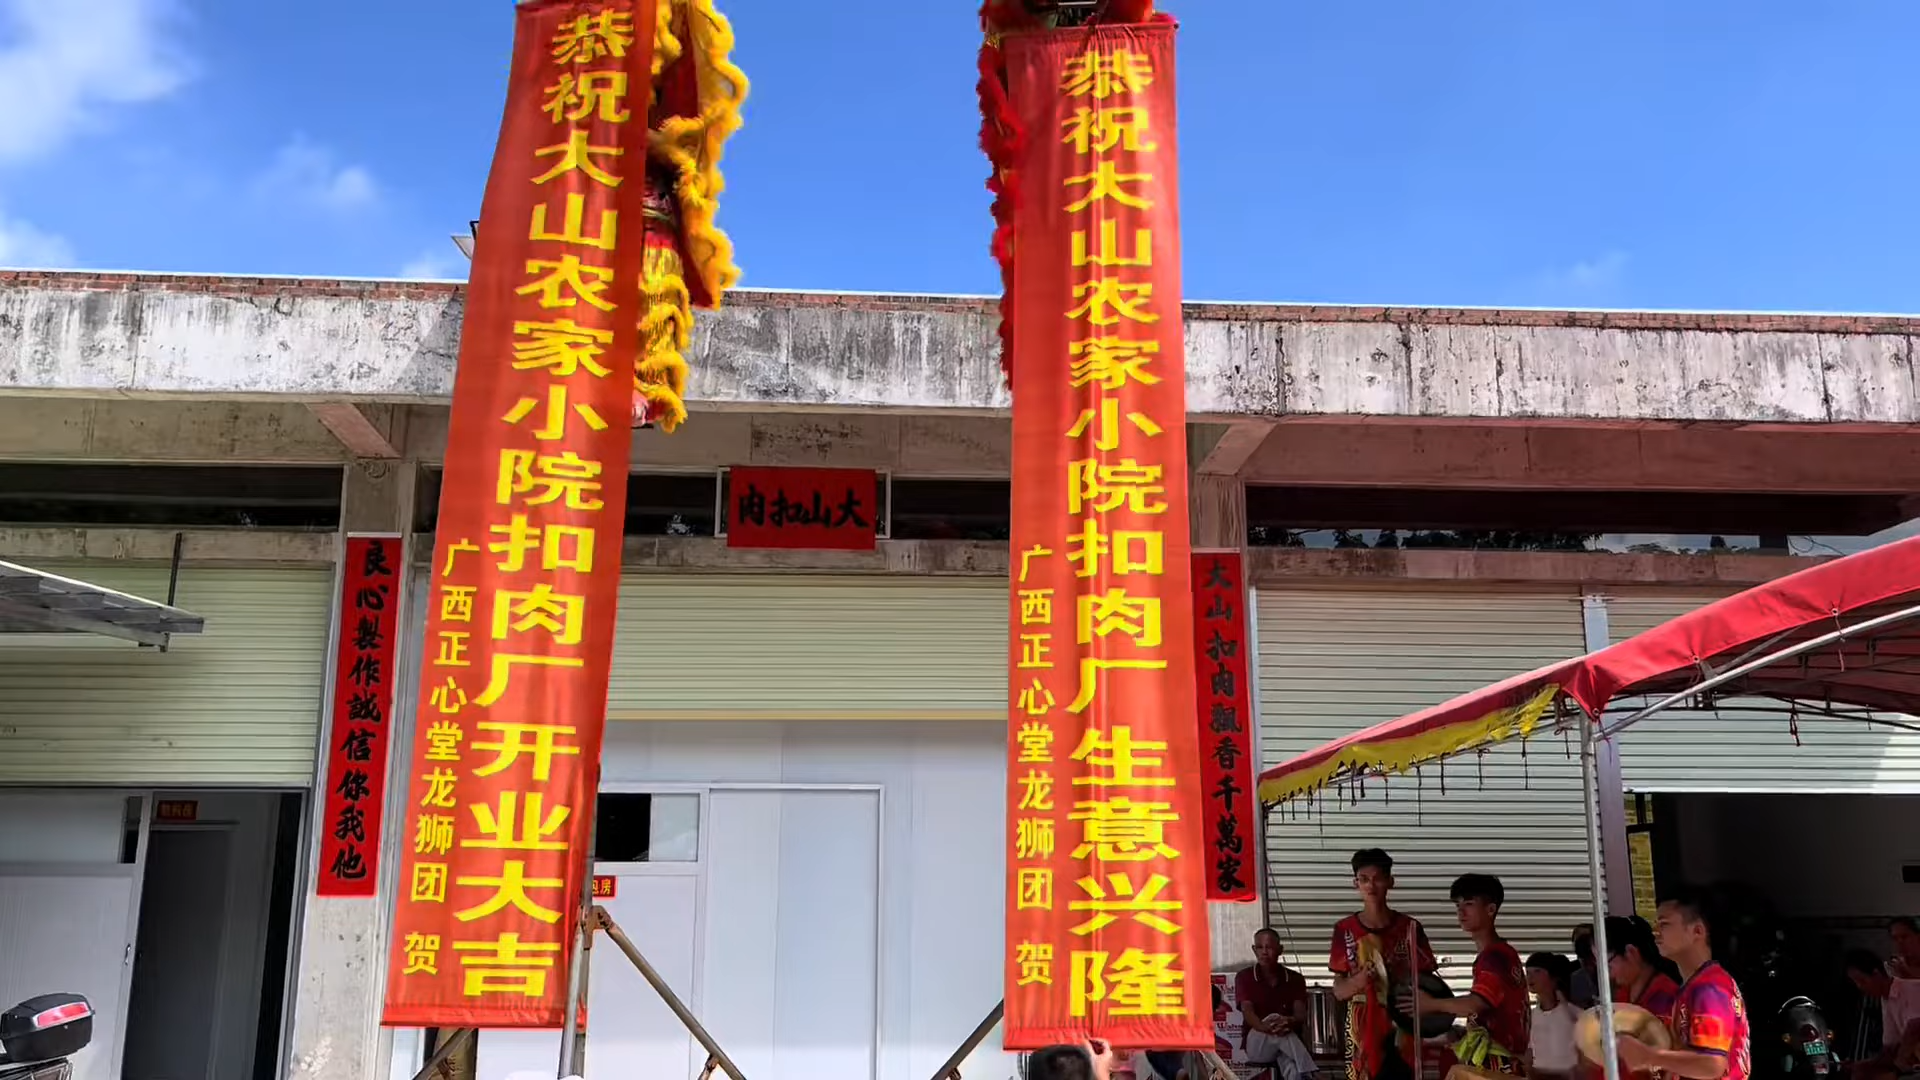 恭祝大山农家小院扣肉厂开业大吉
广西正心堂龙狮团 贺
恭祝大山农家小院扣肉厂生意兴隆
广西正心堂龙狮团 贺
大山扣肉
良心製作誠信你我他
大山扣肉飄香千萬家